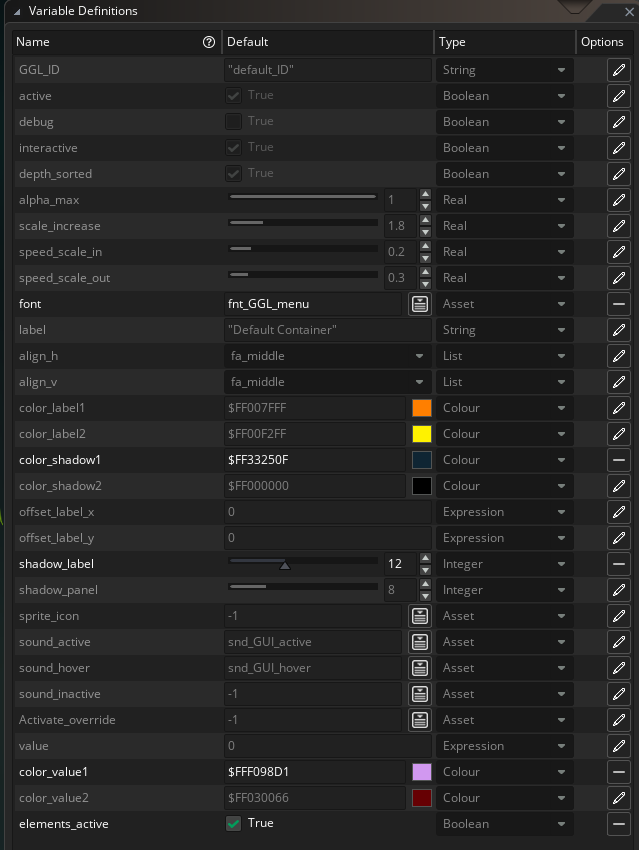 Variable Definitions
Name Default Type Options
GGL_ID "default_ID" String
active True Boolean
debug True Boolean
interactive True Boolean
depth_sorted True Boolean
alpha_max 1 Real
scale_increase 1.8 Real
speed_scale_in 0.2 Real
speed_scale_out 0.3 Real
font fnt_GGL_menu Asset
label "Default Container" String
align_h fa_middle List
align_v fa_middle List
color_label1 $FF007FFF Colour
color_label2 $FF00F2FF Colour
color_shadow1 $FF33250F Colour
color_shadow2 $FF000000 Colour
offset_label_x 0 Expression
offset_label_y 0 Expression
shadow_label 12 Integer
shadow_panel 8 Integer
sprite_icon -1 Asset
sound_active snd_GUI_active Asset
sound_hover snd_GUI_hover Asset
sound_inactive -1 Asset
Activate_override -1 Asset
value 0 Expression
color_value1 $FFF098D1 Colour
color_value2 $FF030066 Colour
elements_active True Boolean